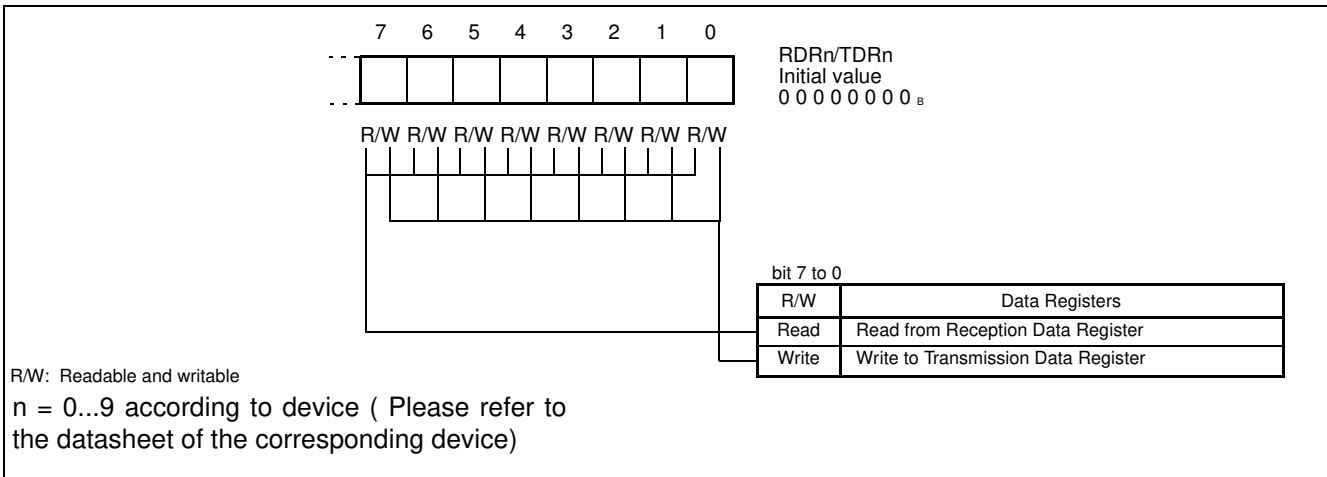 7 6 5 4 3 2 1 0
RDRn/TDRn
Initial value
0 0 0 0 0 0 0 0 B
R/W R/W R/W R/W R/W R/W R/W R/W
bit 7 to 0
R/W Data Registers
Read Read from Reception Data Register
Write Write to Transmission Data Register
R/W: Readable and writable
n = 0...9 according to device ( Please refer to
the datasheet of the corresponding device)